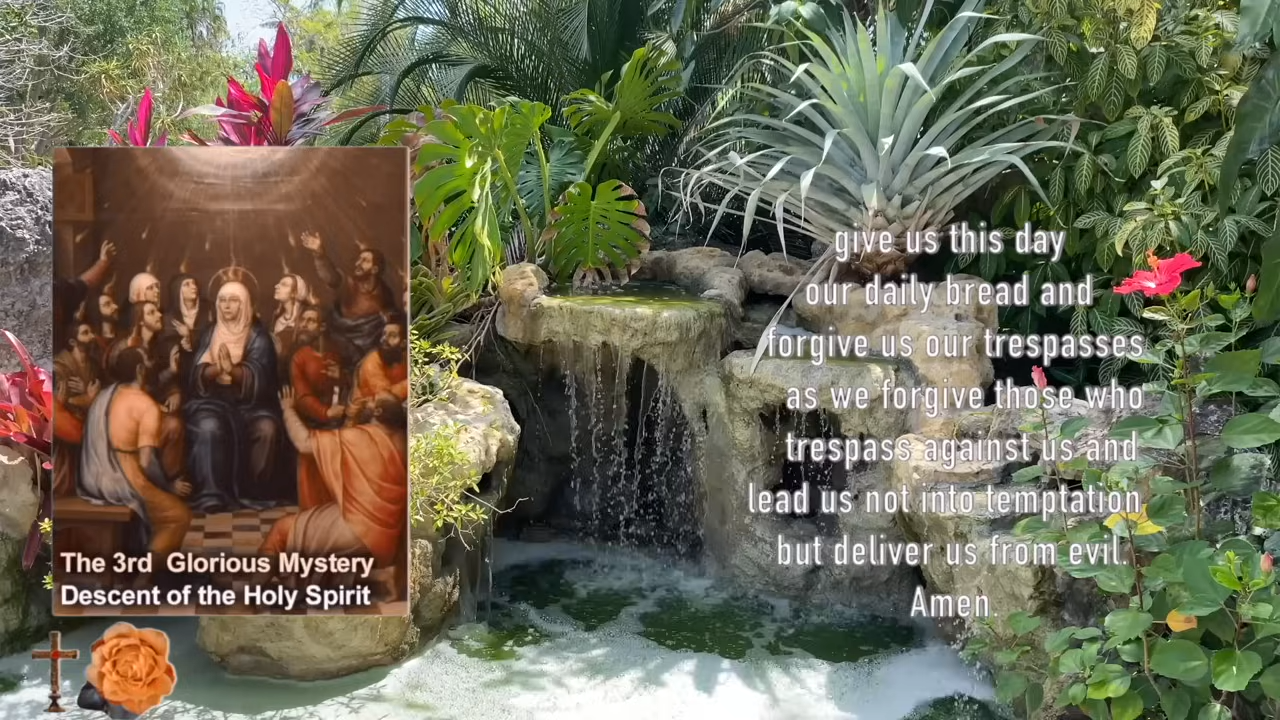 The 3rd Glorious Mystery
Descent of the Holy Spirit
give us this day
our daily bread and
forgive us our trespasses
as we forgive those who
trespass against us and
lead us not into temptation
but deliver us from evil.
Amen.